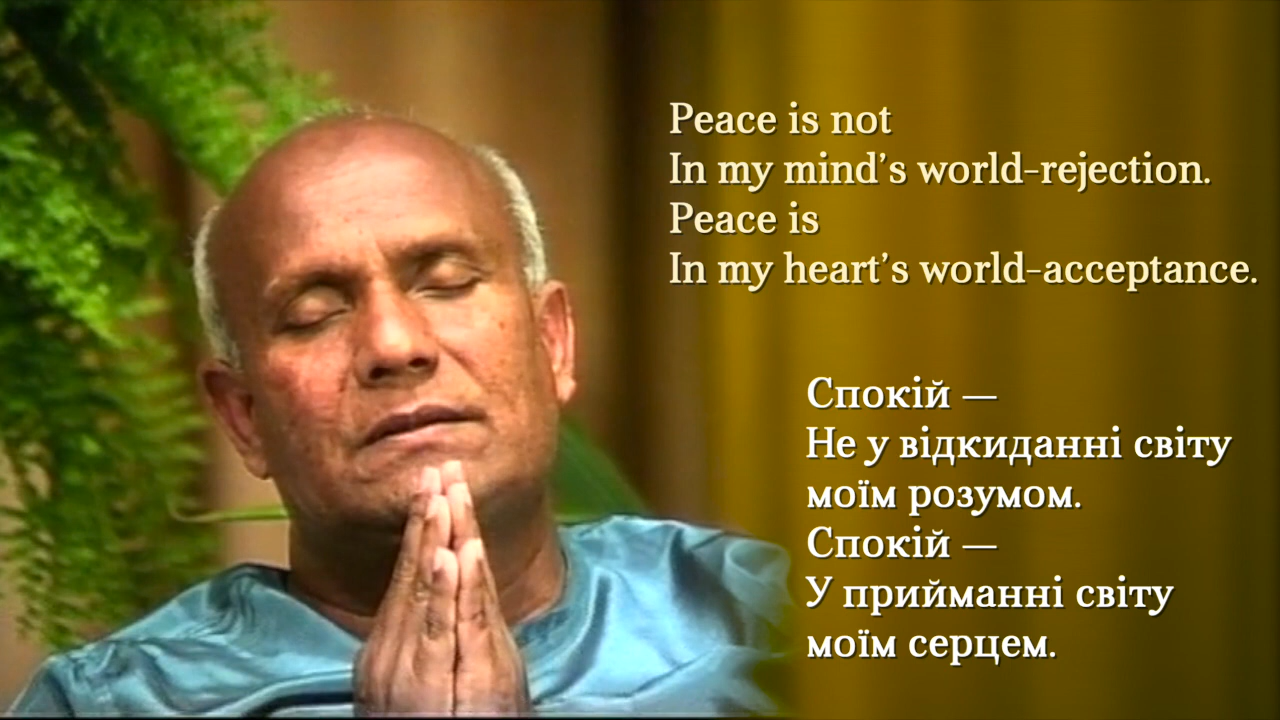 Peace is not
In my mind's world-rejection.
Peace is
In my heart's world-acceptance.
Спокій —
Не у відкиданні світу
моїм розумом.
Спокій —
У прийманні світу
моїм серцем.